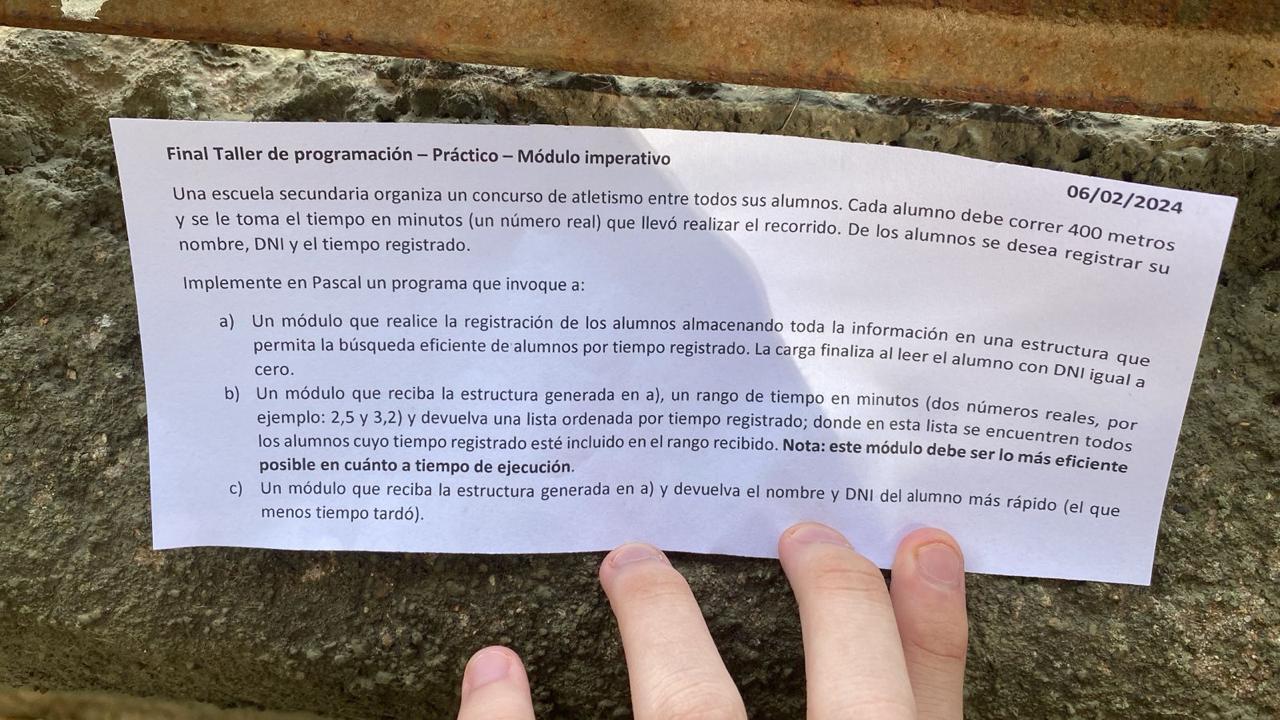 Final Taller de programación – Práctico – Módulo imperativo
06/02/2024
Una escuela secundaria organiza un concurso de atletismo entre todos sus alumnos. Cada alumno debe correr 400 metros
y se le toma el tiempo en minutos (un número real) que llevó realizar el recorrido. De los alumnos se desea registrar su
nombre, DNI y el tiempo registrado.
Implemente en Pascal un programa que invoque a:
a) Un módulo que realice la registración de los alumnos almacenando toda la información en una estructura que
permita la búsqueda eficiente de alumnos por tiempo registrado. La carga finaliza al leer el alumno con DNI igual a
cero.
b) Un módulo que reciba la estructura generada en a), un rango de tiempo en minutos (dos números reales, por
ejemplo: 2,5 y 3,2) y devuelva una lista ordenada por tiempo registrado; donde en esta lista se encuentren todos
los alumnos cuyo tiempo registrado esté incluido en el rango recibido. Nota: este módulo debe ser lo más eficiente
posible en cuánto a tiempo de ejecución.
c) Un módulo que reciba la estructura generada en a) y devuelva el nombre y DNI del alumno más rápido (el que
menos tiempo tardó).